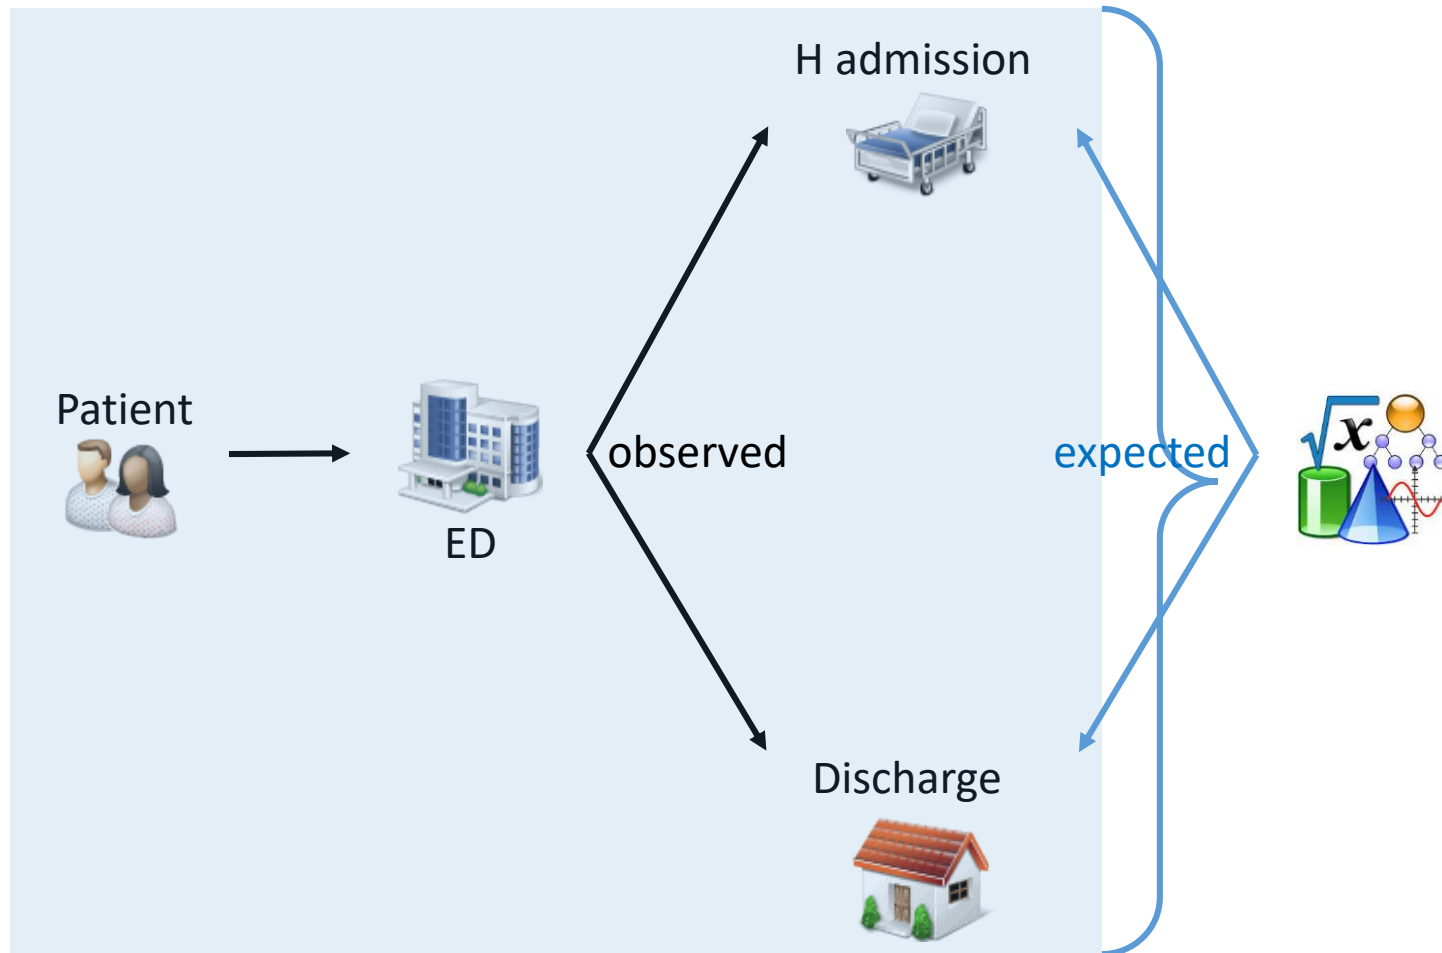 H admission
Patient
observed
expected
ED
Discharge
√x